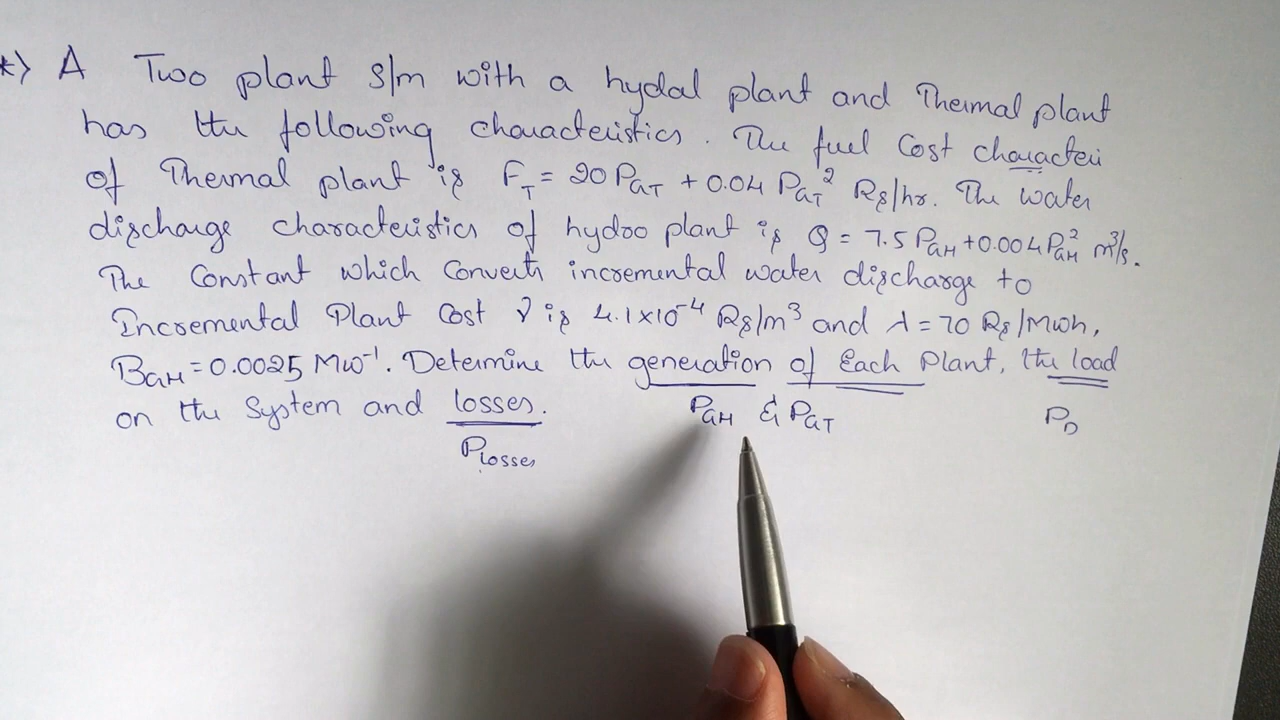 *) A Two plant s/m with a hydal plant and Thermal plant
has the following characteristics. The fuel cost characteri
of Thermal plant is F_T = 20 P_GT + 0.04 P_GT² Rs/hr. The water
discharge characteristics of hydro plant is Q = 7.5 P_GH + 0.004 P_GH² m³/s.
The Constant which Converts incremental water discharge to
Incremental Plant Cost γ is 4.1×10⁻⁴ Rs/m³ and λ = 70 Rs/Mwh,
B_GH = 0.0025 Mw⁻¹. Determine the generation of Each Plant, the load
on the System and losses.
P_GH & P_GT
P_D
P_losses